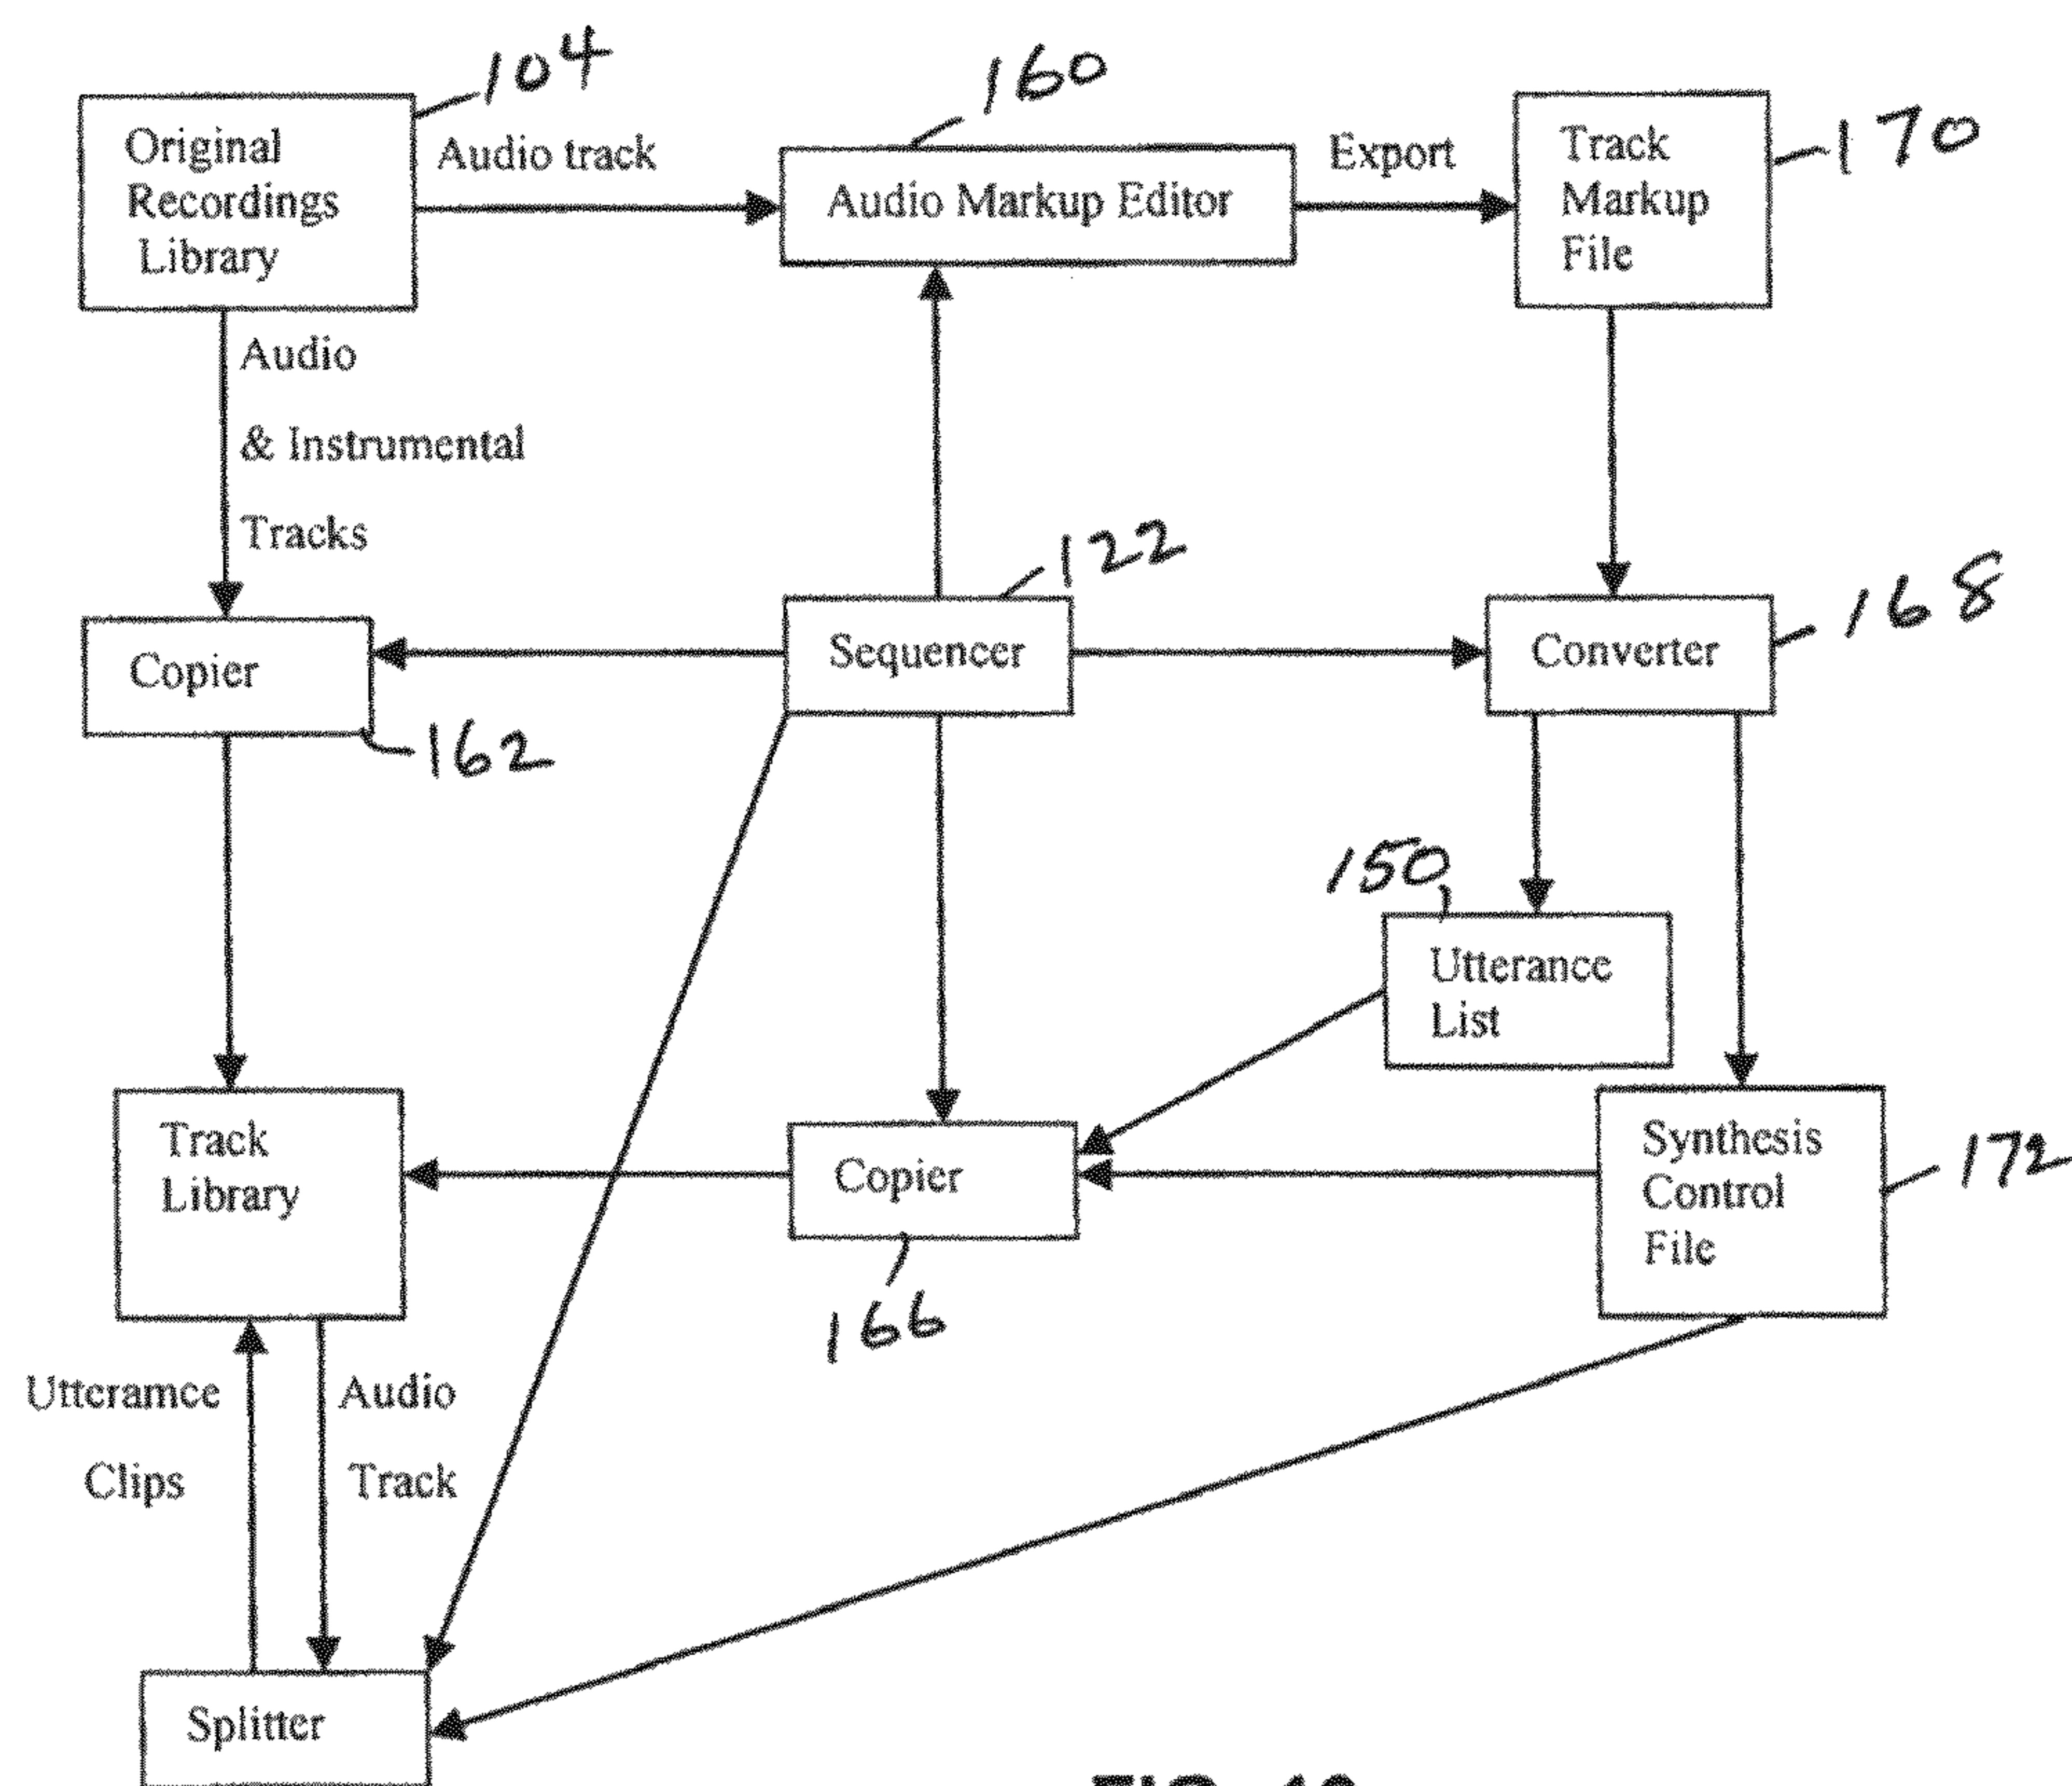 104
160
170
Original
Recordings
Library
Audio track
Audio Markup Editor
Export
Track
Markup
File
Audio
& Instrumental
Tracks
122
168
Copier
Sequencer
Converter
162
150
Utterance
List
Track
Library
Copier
Synthesis
Control
File
172
166
Utteramce
Clips
Audio
Track
Splitter